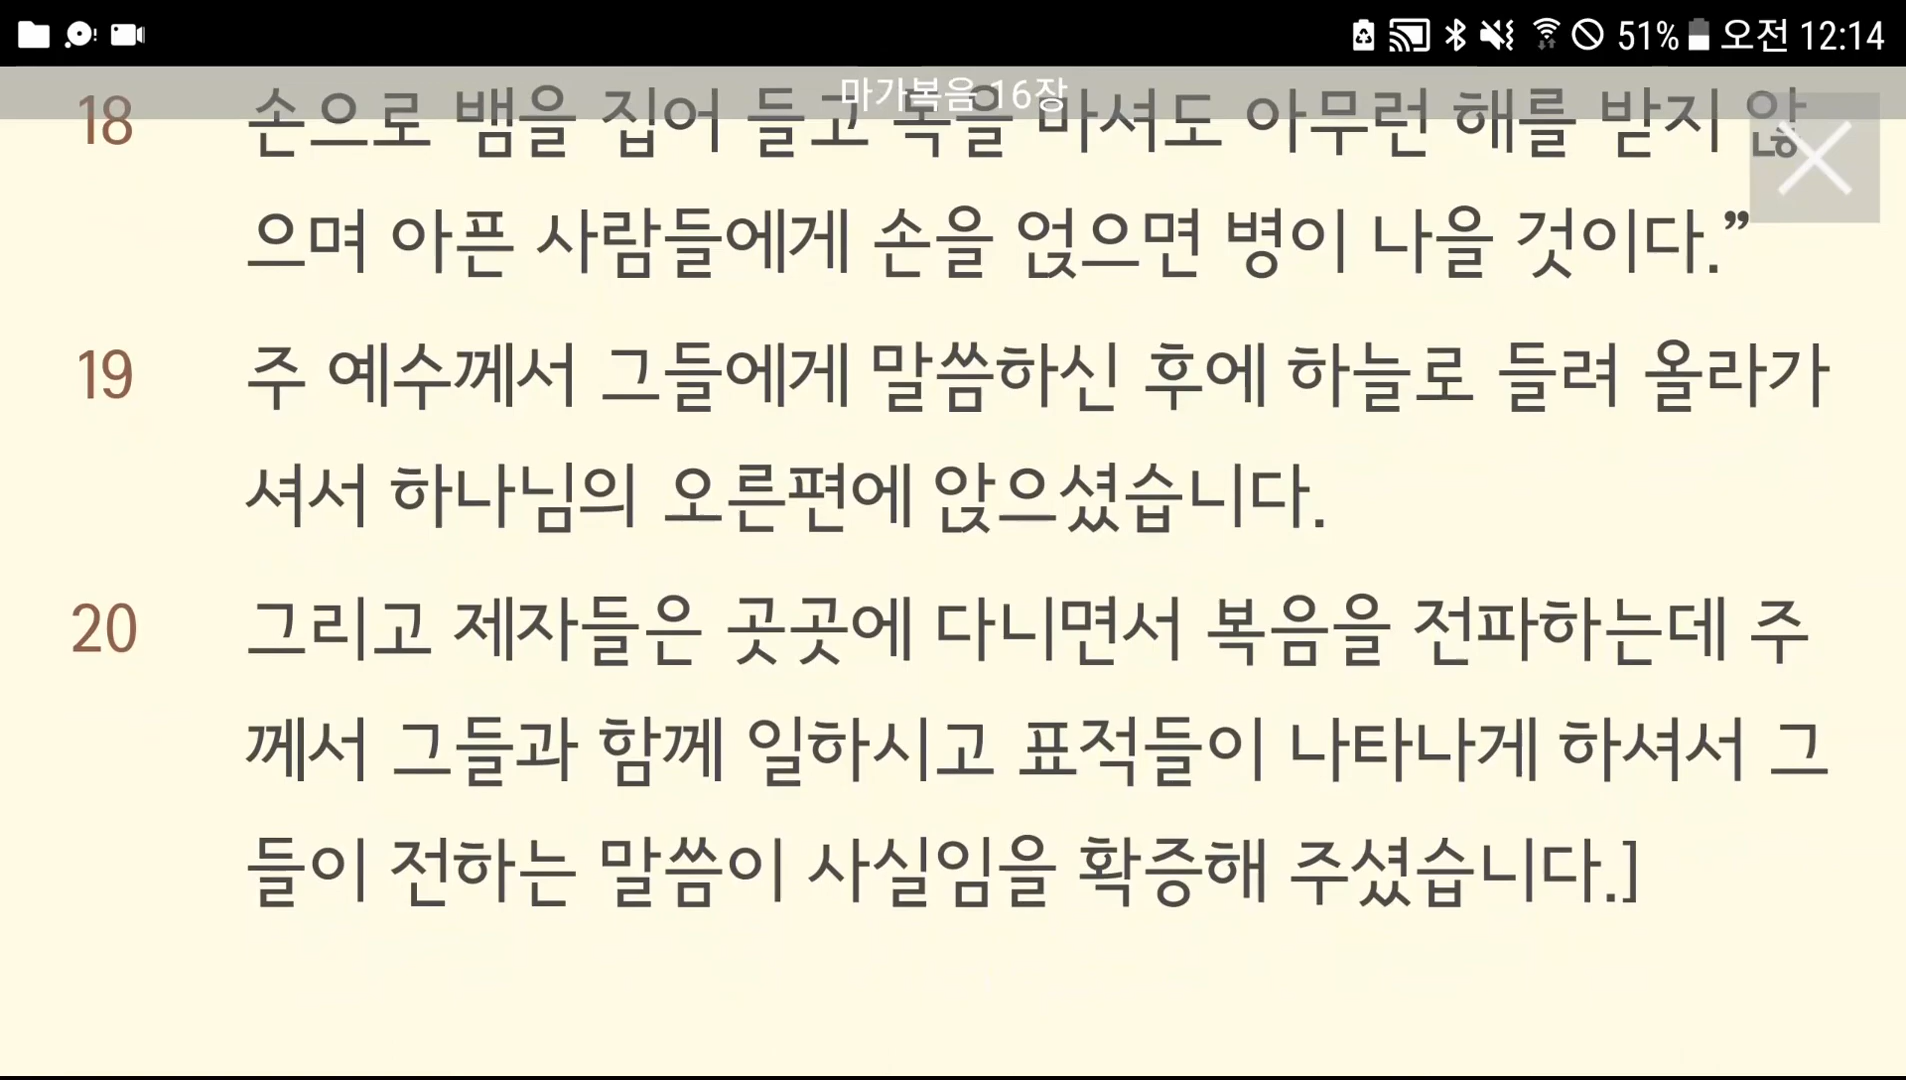 51% 오전 12:14
마가복음 16장
18 손으로 뱀을 집어 들고 독을 마셔도 아무런 해를 받지 않
으며 아픈 사람들에게 손을 얹으면 병이 나을 것이다.”
19 주 예수께서 그들에게 말씀하신 후에 하늘로 들려 올라가
셔서 하나님의 오른편에 앉으셨습니다.
20 그리고 제자들은 곳곳에 다니면서 복음을 전파하는데 주
께서 그들과 함께 일하시고 표적들이 나타나게 하셔서 그
들이 전하는 말씀이 사실임을 확증해 주셨습니다.]